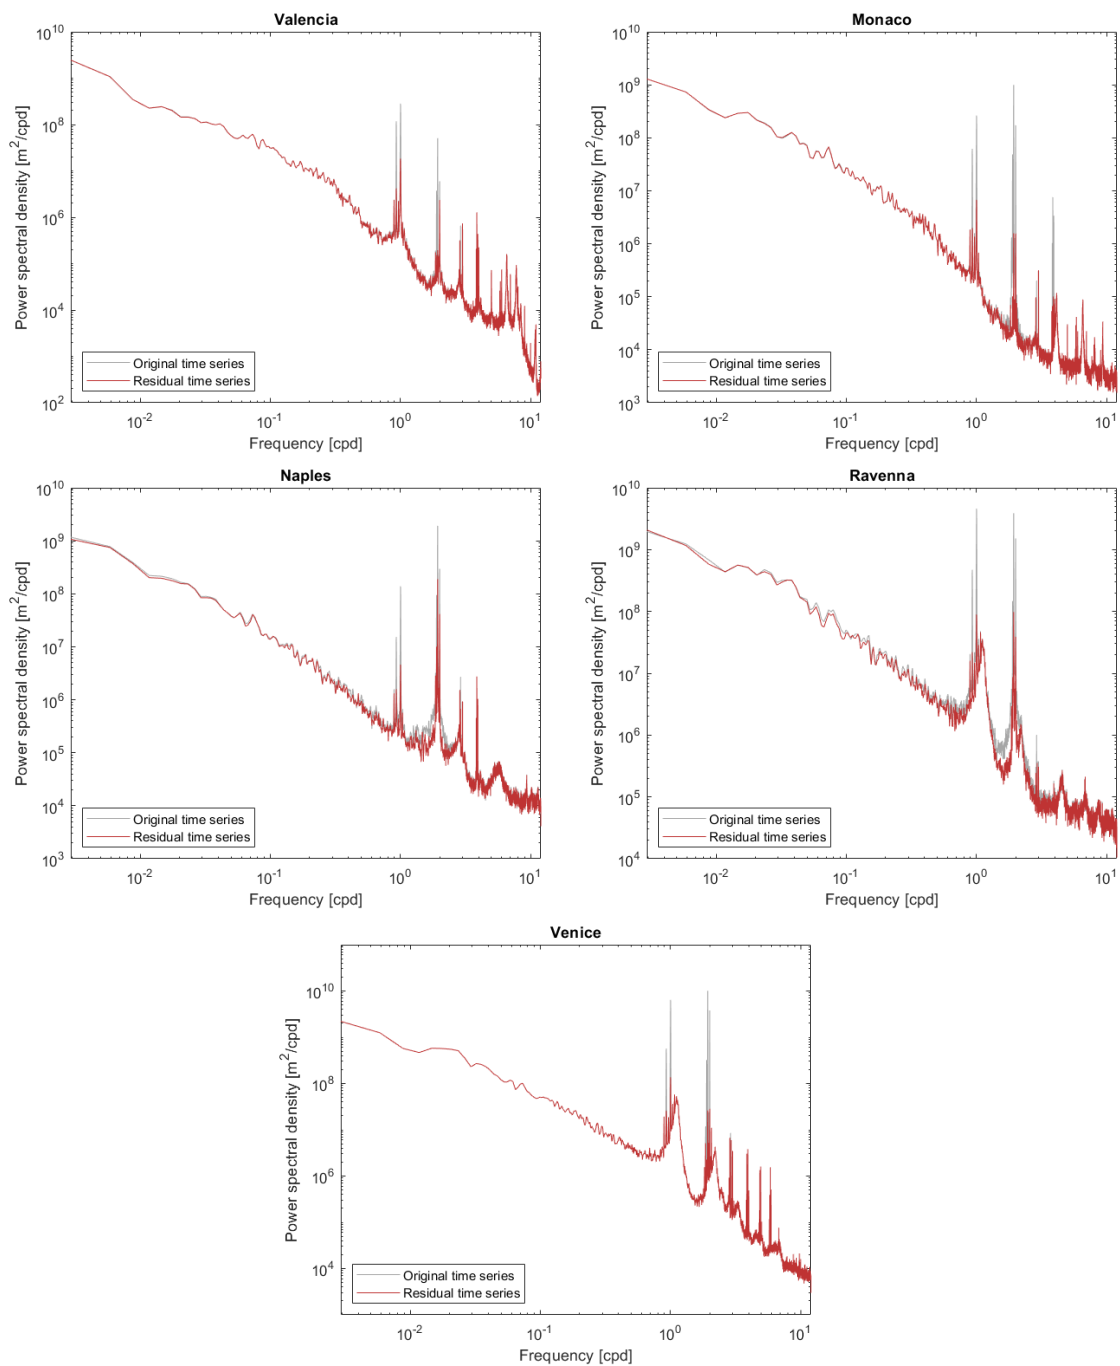 Valencia
10^10
10^8
10^6
10^4
10^2
Power spectral density [m^2/cpd]
Original time series
Residual time series
10^-2
10^-1
10^0
10^1
Frequency [cpd]
Monaco
10^10
10^9
10^8
10^7
10^6
10^5
10^4
10^3
Power spectral density [m^2/cpd]
Original time series
Residual time series
10^-2
10^-1
10^0
10^1
Frequency [cpd]
Naples
10^10
10^9
10^8
10^7
10^6
10^5
10^4
10^3
Power spectral density [m^2/cpd]
Original time series
Residual time series
10^-2
10^-1
10^0
10^1
Frequency [cpd]
Ravenna
10^10
10^9
10^8
10^7
10^6
10^5
10^4
Power spectral density [m^2/cpd]
Original time series
Residual time series
10^-2
10^-1
10^0
10^1
Frequency [cpd]
Venice
10^10
10^8
10^6
10^4
Power spectral density [m^2/cpd]
Original time series
Residual time series
10^-2
10^-1
10^0
10^1
Frequency [cpd]